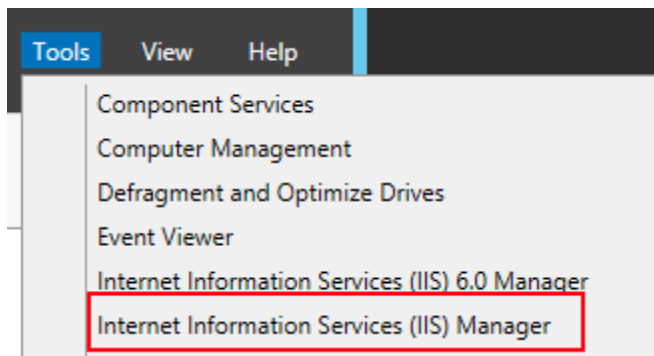 Tools View Help
Component Services
Computer Management
Defragment and Optimize Drives
Event Viewer
Internet Information Services (IIS) 6.0 Manager
Internet Information Services (IIS) Manager